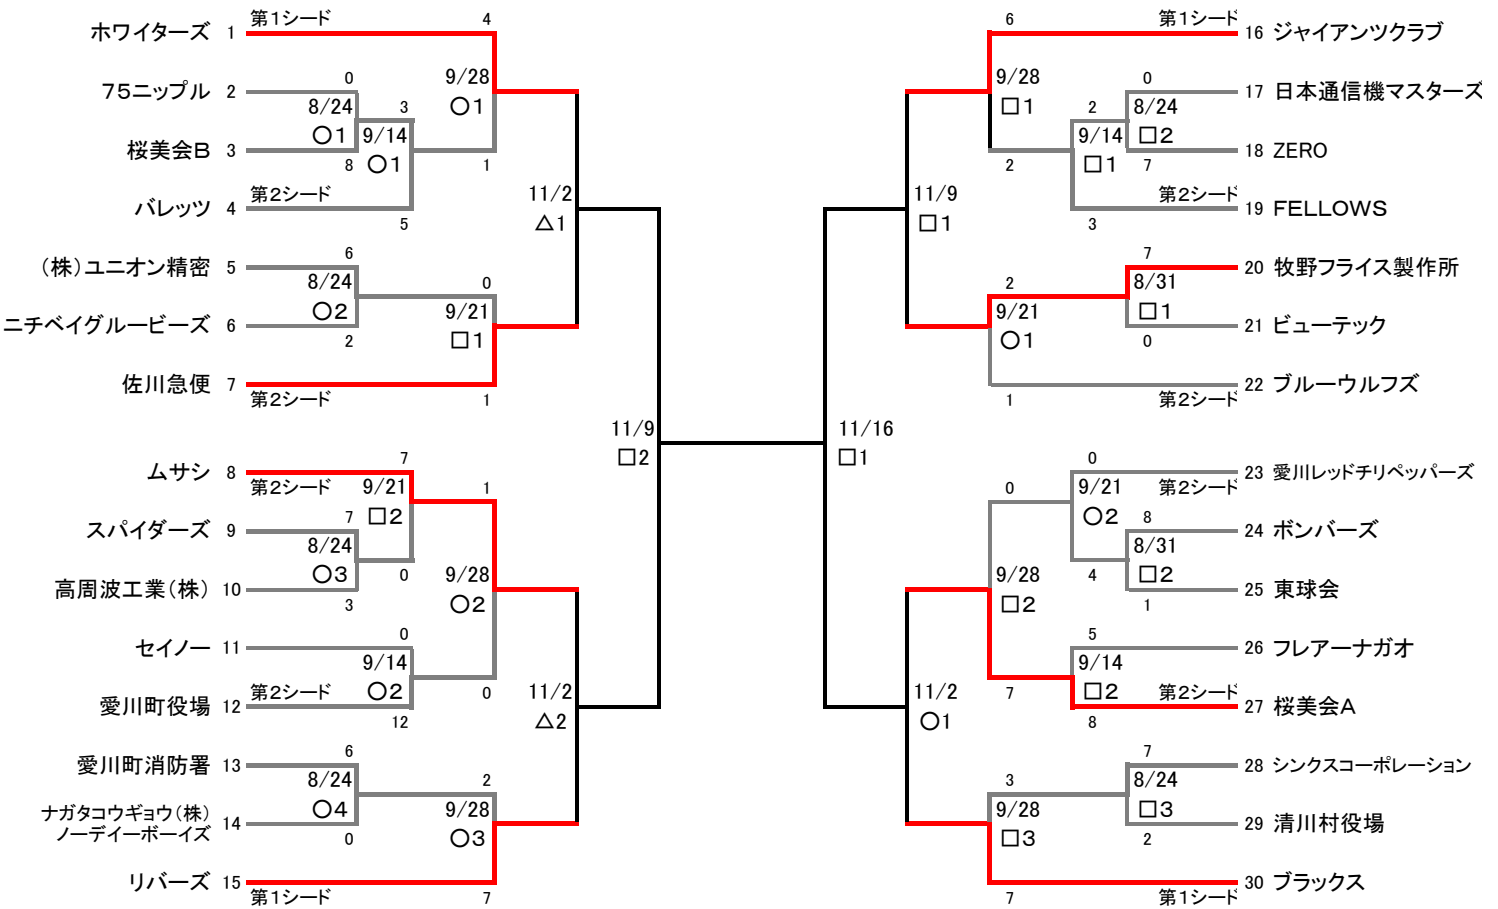 第1シード 4
ホワイターズ 1
9/28
○1
0
75ニップル 2
8/24
○1
3
9/14
○1
桜美会B 3
8
1
第2シード
バレッツ 4
5
11/2
△1
6
(株)ユニオン精密 5
8/24
○2
0
9/21
□1
ニチベイグルービーズ 6
2
佐川急便 7
第2シード 1
11/9
□2
7
ムサシ 8
第2シード
9/21
□2
1
7
スパイダーズ 9
8/24
○3
0
高周波工業(株) 10
3
9/28
○2
0
セイノー 11
9/14
○2
第2シード
愛川町役場 12
12
0
11/2
△2
6
愛川町消防署 13
8/24
○4
2
9/28
○3
ナガタコウギョウ(株)
ノーデイーボーイズ 14
0
リバーズ 15
第1シード 7
6 第1シード
16 ジャイアンツクラブ
9/28
□1
0
17 日本通信機マスターズ
8/24
□2
2
9/14
□1
18 ZERO
7
2
第2シード
19 FELLOWS
3
11/9
□1
7
20 牧野フライス製作所
8/31
□1
2
9/21
○1
21 ビューテック
0
22 ブルーウルフズ
1 第2シード
11/16
□1
0
23 愛川レッドチリペッパーズ
第2シード
9/21
○2
0
8
24 ボンバーズ
8/31
□2
4
25 東球会
1
9/28
□2
5
26 フレアーナガオ
9/14
□2
第2シード
27 桜美会A
8
7
11/2
○1
7
28 シンクスコーポレーション
8/24
□3
3
9/28
□3
29 清川村役場
2
30 ブラックス
7 第1シード